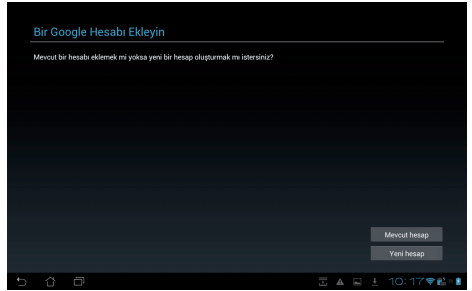 Bir Google Hesabı Ekleyin
Mevcut bir hesabı eklemek mi yoksa yeni bir hesap oluşturmak mı istersiniz?
Mevcut hesap
Yeni hesap
10:17